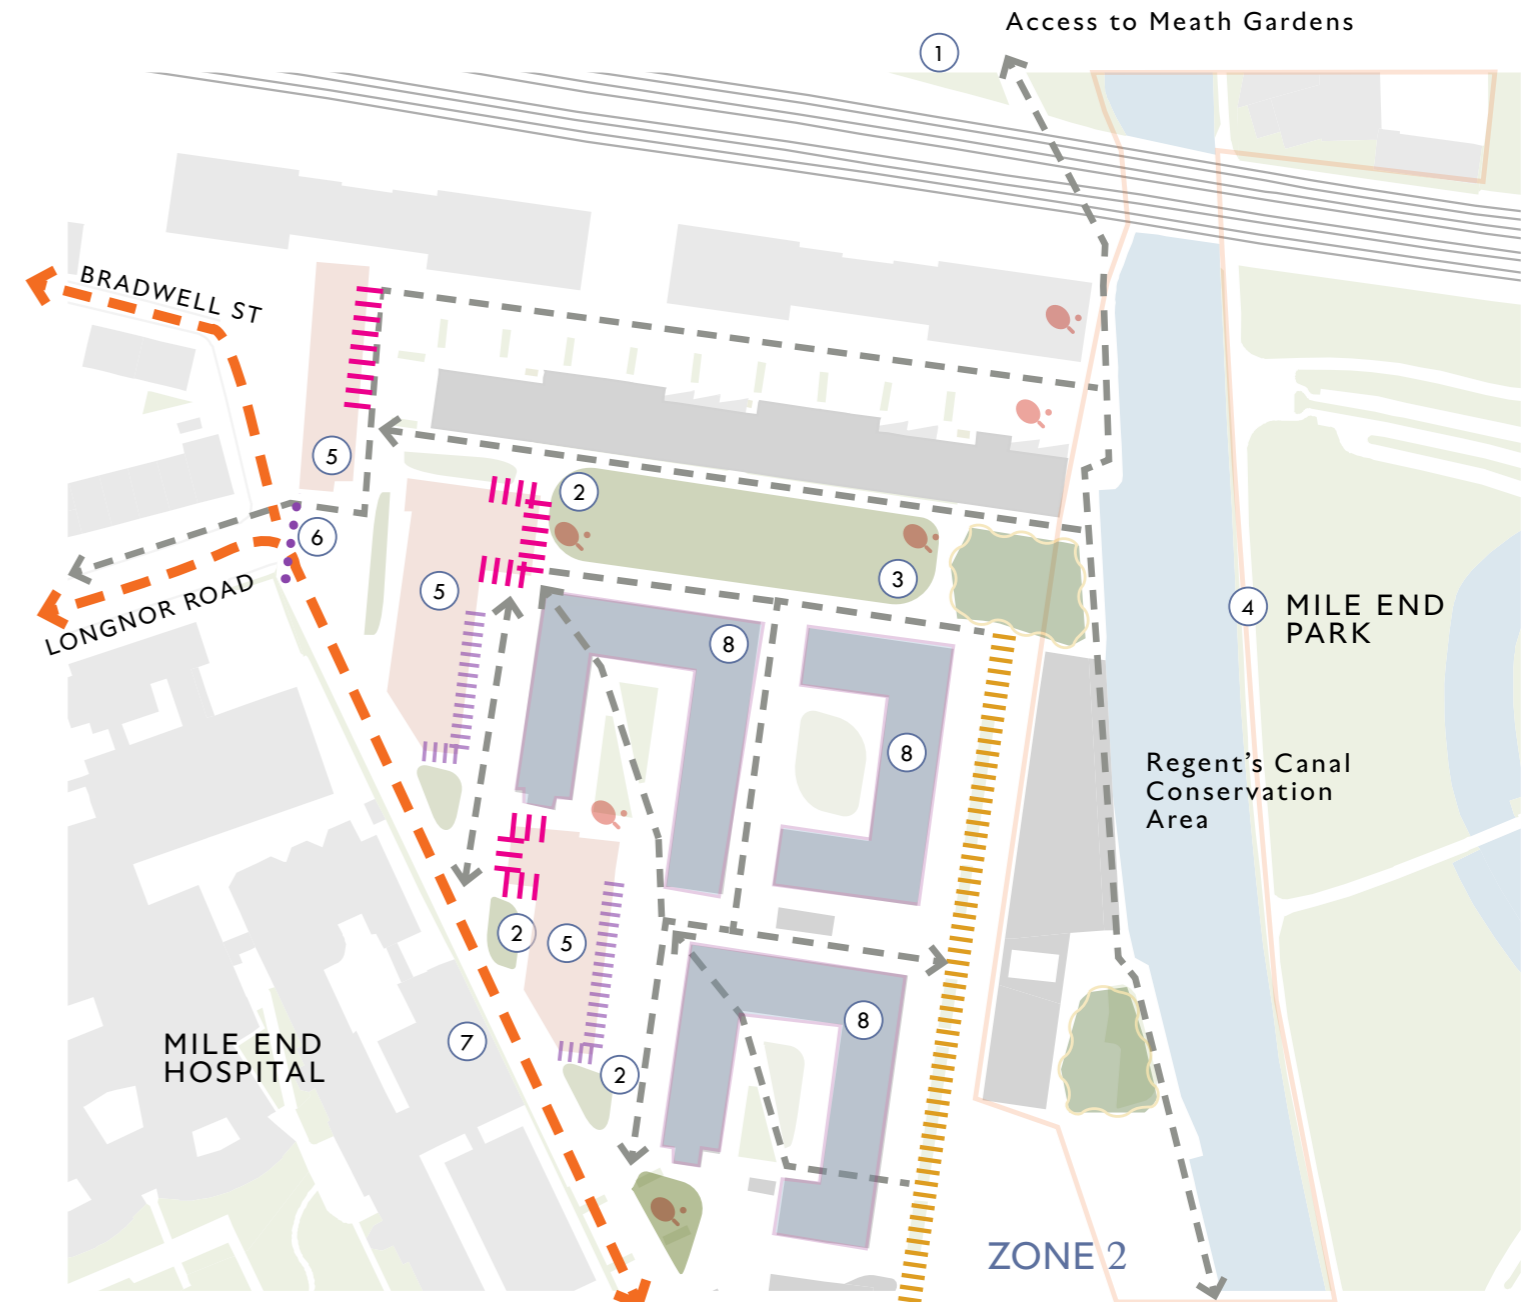 Access to Meath Gardens
1
BRADWELL ST
5
2
6
3
5
LONGNOR ROAD
4
MILE END
PARK
8
8
Regent's Canal
Conservation
Area
2
5
8
7
MILE END
HOSPITAL
2
ZONE 2